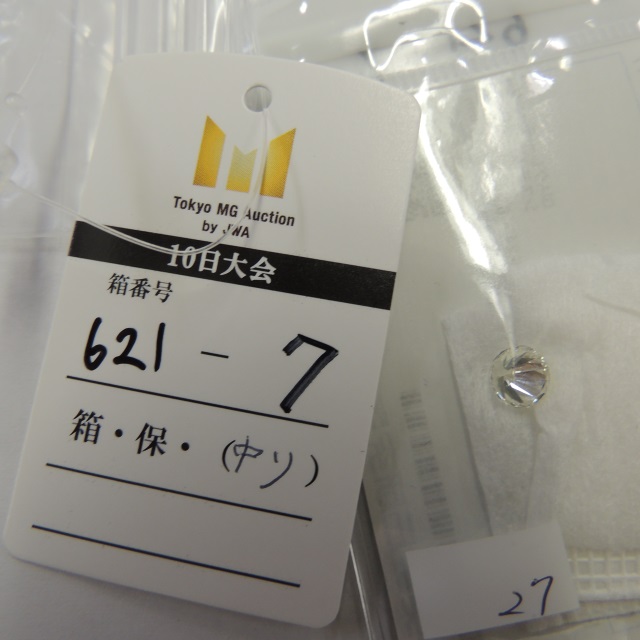 Tokyo MG Auction
by JWA
10日大会
箱番号
621 - 7
箱・保・(中リ)
27